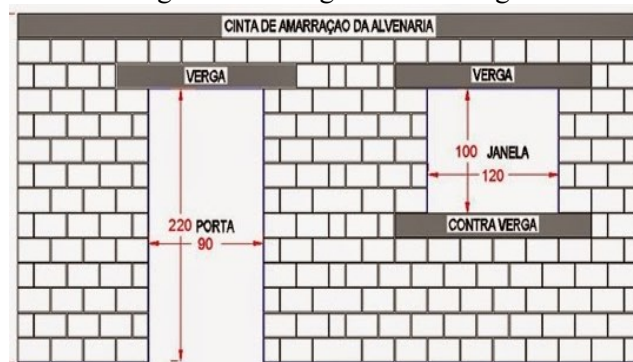 CINTA DE AMARRAÇAO DA ALVENARIA
VERGA
VERGA
100 JANELA
120
220 PORTA
90
CONTRA VERGA